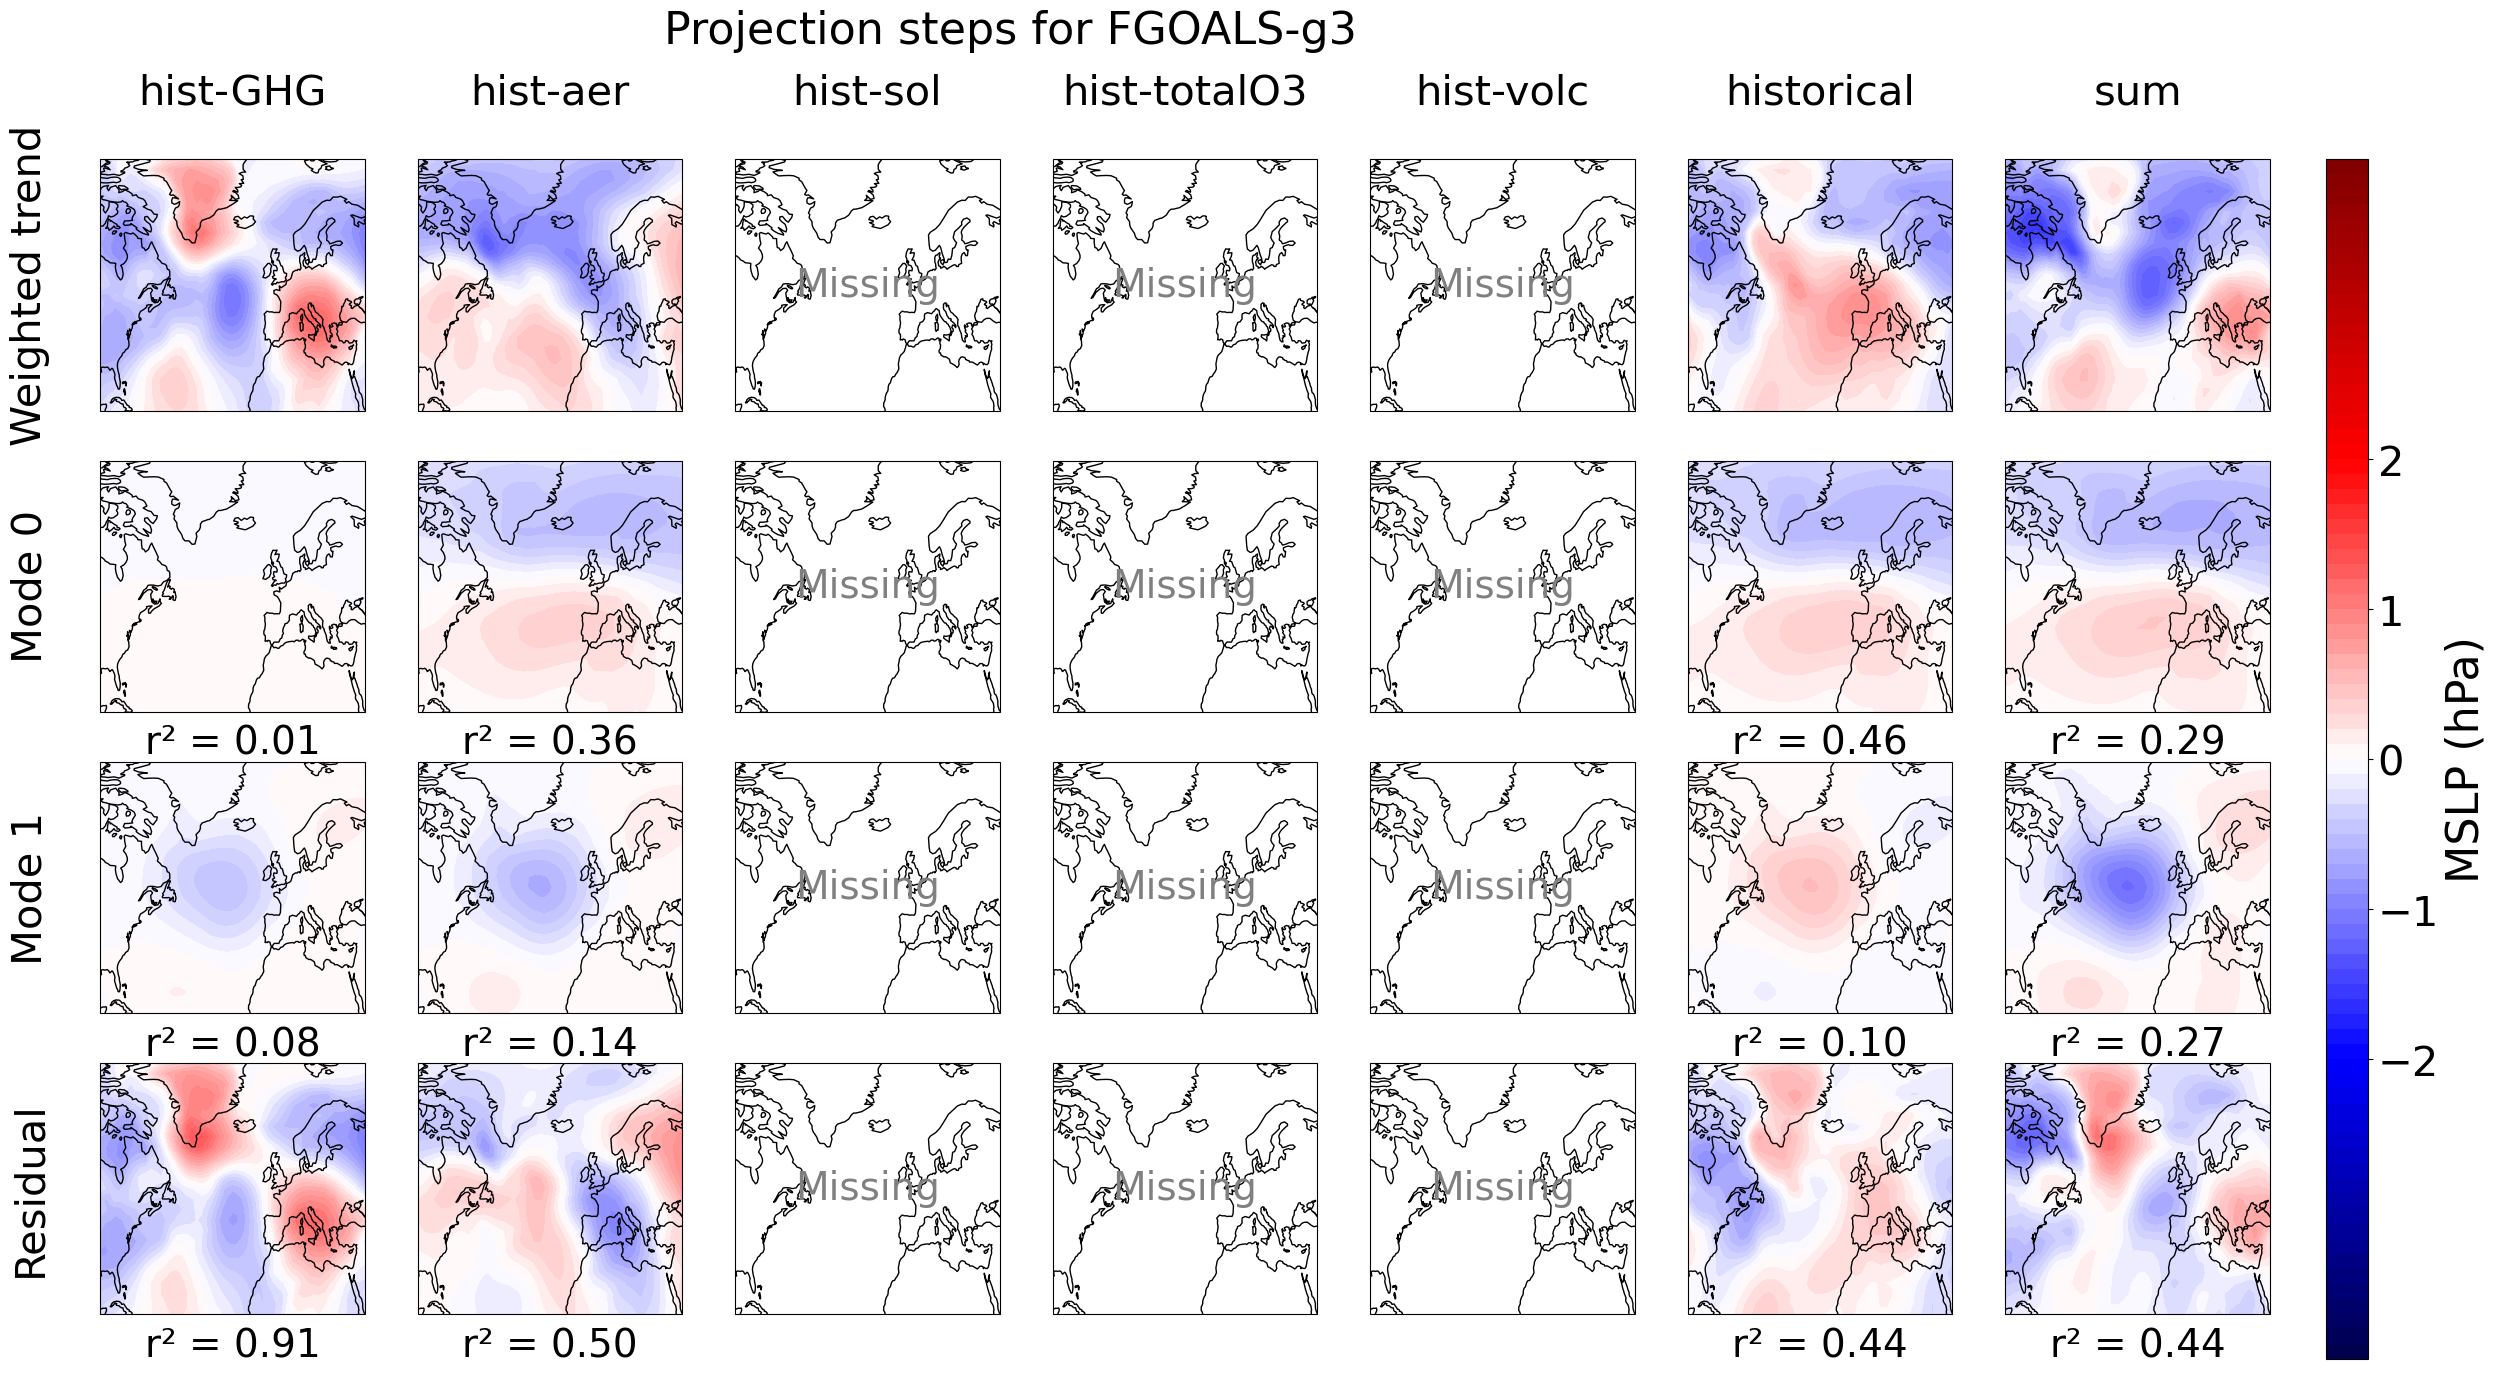 Projection steps for FGOALS-g3
hist-GHG hist-aer hist-sol hist-totalO3 hist-volc historical sum
Weighted trend
Missing Missing Missing
Mode 0
Missing Missing Missing
r² = 0.01 r² = 0.36 r² = 0.46 r² = 0.29
Mode 1
Missing Missing Missing
r² = 0.08 r² = 0.14 r² = 0.10 r² = 0.27
Residual
Missing Missing Missing
r² = 0.91 r² = 0.50 r² = 0.44 r² = 0.44
2
1
0
−1
−2
MSLP (hPa)